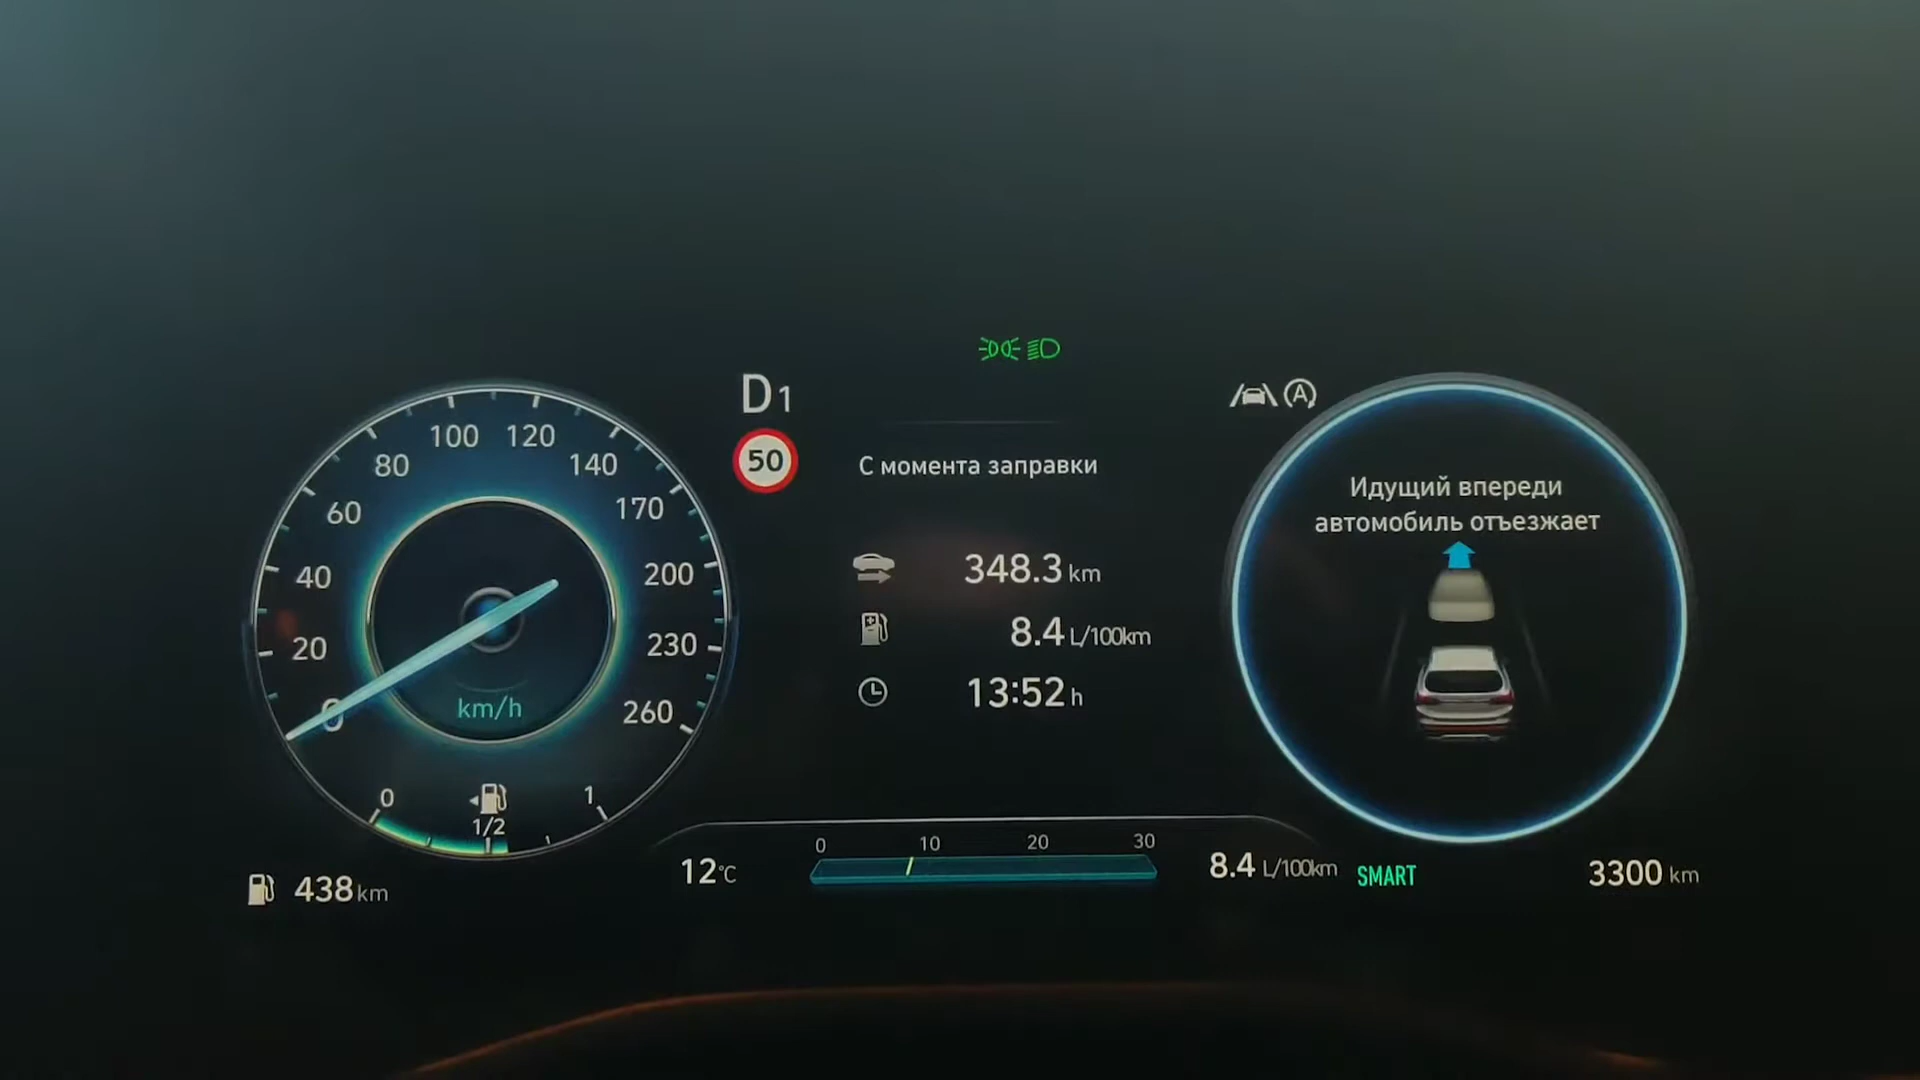 D1
50
100 120
80 140
60 170
40 200
20 230
0 260
km/h
0 1/2 1
438 km
С момента заправки
348.3 km
8.4 L/100km
13:52 h
A
Идущий впереди
автомобиль отъезжает
0 10 20 30
12°C
8.4 L/100km
SMART
3300 km